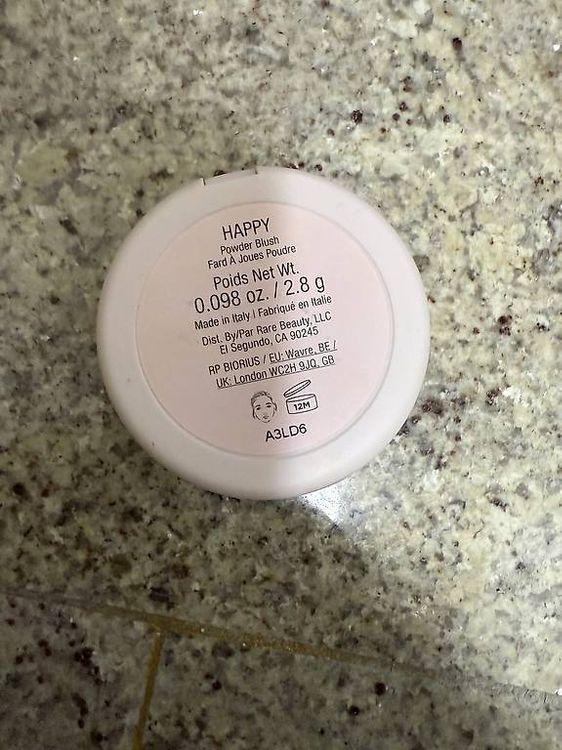 HAPPY
Powder Blush
Fard À Joues Poudre
Poids Net Wt.
0.098 oz. / 2.8 g
Made in Italy | Fabriqué en Italie
Dist. By/Par Rare Beauty, LLC
El Segundo, CA 90245
RP BIORIUS / EU: Wavre, BE /
UK: London WC2H 9JQ, GB
12M
A3LD6